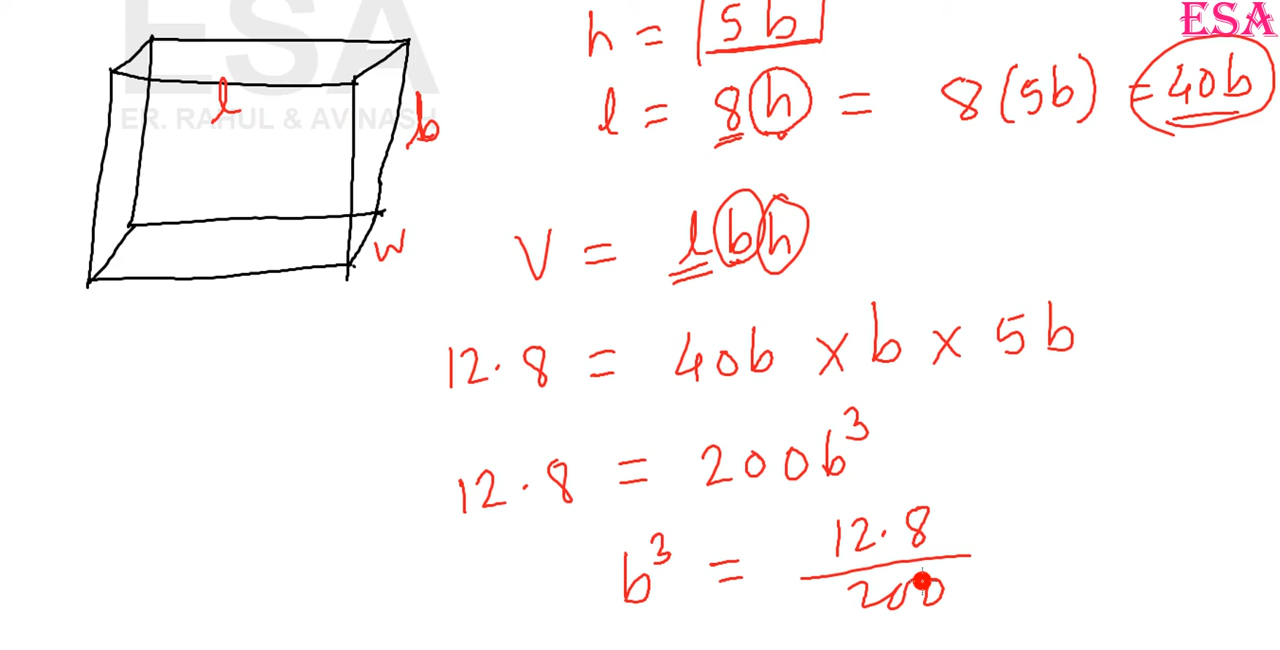 ESA
ESA
ER. RAHUL & AVINASH
h = 5b
l = 8h = 8(5b) = 40b
l
b
w
V = lbh
12.8 = 40b × b × 5b
12.8 = 200b³
b³ = 12.8 / 200